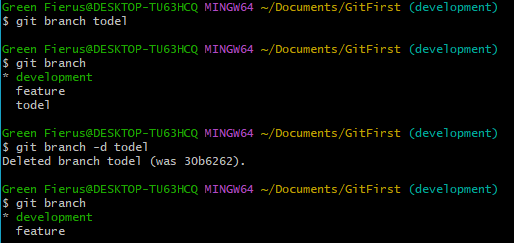 Green Fierus@DESKTOP-TU63HCQ MINGW64 ~/Documents/GitFirst (development)
$ git branch todel
Green Fierus@DESKTOP-TU63HCQ MINGW64 ~/Documents/GitFirst (development)
$ git branch
* development
  feature
  todel
Green Fierus@DESKTOP-TU63HCQ MINGW64 ~/Documents/GitFirst (development)
$ git branch -d todel
Deleted branch todel (was 30b6262).
Green Fierus@DESKTOP-TU63HCQ MINGW64 ~/Documents/GitFirst (development)
$ git branch
* development
  feature